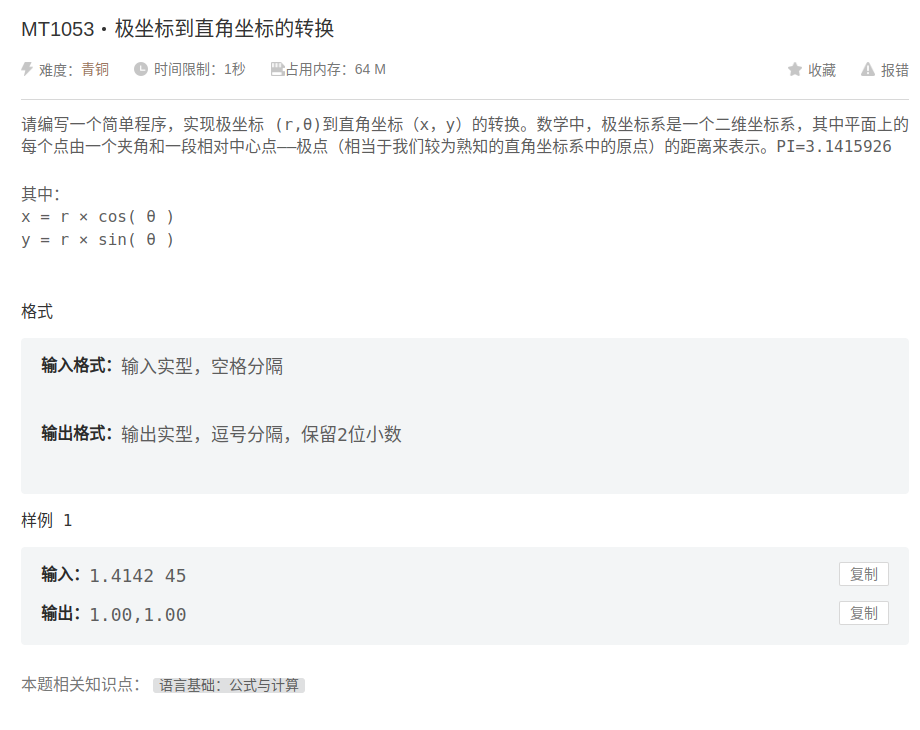 MT1053・极坐标到直角坐标的转换
难度：青铜 时间限制：1秒 占用内存：64 M 收藏 报错
请编写一个简单程序，实现极坐标 (r,θ)到直角坐标（x，y）的转换。数学中，极坐标系是一个二维坐标系，其中平面上的
每个点由一个夹角和一段相对中心点——极点（相当于我们较为熟知的直角坐标系中的原点）的距离来表示。PI=3.1415926
其中：
x = r × cos( θ )
y = r × sin( θ )
格式
输入格式：输入实型，空格分隔
输出格式：输出实型，逗号分隔，保留2位小数
样例 1
输入：1.4142 45 复制
输出：1.00,1.00 复制
本题相关知识点： 语言基础：公式与计算